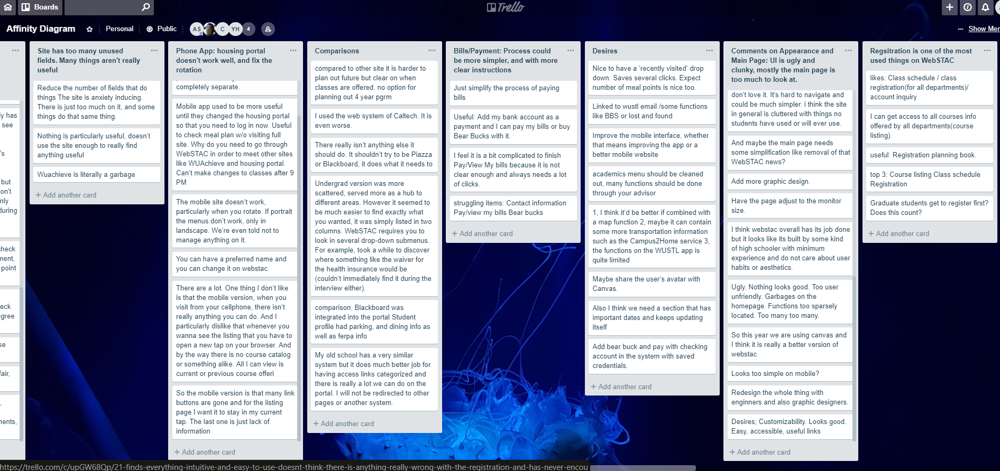 Boards
Trello
Affinity Diagram
Personal
Public
AS
C
YH
4
Show Mer
ly has
see
's
but
on't
nly
during
check
ment,
point
eck
egree
se
fair,
,
nents,
Site has too many unused
fields. Many things aren't really
useful
Reduce the number of fields that do
things The site is anxiety inducing.
There is just too much on it, and some
things do that same thing.
Nothing is particularly useful, doesn't
use the site enough to really find
anything useful
Wuachieve is literally a garbage
+ Add another card
Phone App: housing portal
doesn't work well, and fix the
rotation
completely separate.
Mobile app used to be more useful
until they changed the housing portal
so that you need to log in now. Useful
to check meal plan w/o visiting full
site. Why do you need to go through
WebSTAC in order to meet other sites
like WUAchieve and housing portal.
Can't make changes to classes after 9
PM
The mobile site doesn't work,
particularly when you rotate. If portrait
the menus don't work, only in
landscape. We're even told not to
manage anything on it.
You can have a preferred name and
you can change it on webstac.
There are a lot. One thing I don't like
is that the mobile version, when you
visit from your cellphone, there isn't
really anything you can do. And I
particularly dislike that whenever you
wanna see the listing that you have to
open a new tap on your browser. And
by the way there is no course catalog
or something alike. All I can view is
current or previous course offeri
So the mobile version is that many link
buttons are gone and for the listing
page I want it to stay in my current
tap. The last one is just lack of
information
+ Add another card
Comparisons
compared to other site it is harder to
plan out future but clear on when
classes are offered. no option for
planning out 4 year pgrm
I used the web system of Caltech. It is
even worse.
There really isn't anything else it
should do. It shouldn't try to be Piazza
or Blackboard, it does what it needs to
Undergrad version was more
scattered, served more as a hub to
different areas. However it seemed to
be much easier to find exactly what
you wanted, it was simply listed in two
columns. WebSTAC requires you to
look in several drop-down submenus.
For example, took a while to discover
where something like the waiver for
the health insurance would be
(couldn't immediately find it during the
interview either).
comparison: Blackboard was
integrated into the portal Student
profile had parking, and dining info as
well as ferpa info
My old school has a very similar
system but it does much better job for
having access links categorized and
there is really a lot we can do on the
portal. I will not be redirected to other
pages or another system.
+ Add another card
Bills/Payment: Process could
be more simpler, and with more
clear instructions
Just simplify the process of paying
bills
Useful: Add my bank account as a
payment and I can pay my bills or buy
Bear Bucks with it.
I feel it is a bit complicated to finish
Pay/View My bills because it is not
clear enough and always needs a lot
of clicks.
struggling items: Contact information
Pay/view my bills Bear bucks
+ Add another card
Desires
Nice to have a 'recently visited' drop
down. Saves several clicks. Expect
number of meal points is nice too.
Linked to wustl email /some functions
like BBS or lost and found
Improve the mobile interface, whether
that means improving the app or a
better mobile website
academics menu should be cleaned
out, many functions should be done
through your advisor
1, I think it'd be better if combined with
a map function 2, maybe it can contain
some more transportation information
such as the Campus2Home service 3,
the functions on the WUSTL app is
quite limited
Maybe share the user's avatar with
Canvas.
Also I think we need a section that has
important dates and keeps updating
itself
Add bear buck and pay with checking
account in the system with saved
credentials.
+ Add another card
Comments on Appearance and
Main Page: UI is ugly and
clunky, mostly the main page is
too much to look at.
don't love it. It's hard to navigate and
could be much simpler. i think the site
in general is cluttered with things no
students have used or will ever use.
And maybe the main page needs
some simplification like removal of that
WebSTAC news?
Add more graphic design.
Have the page adjust to the monitor
size.
I think webstac overall has its job done
but it looks like its built by some kind
of high schooler with minimum
experience and do not care about user
habits or aesthetics.
Ugly. Nothing looks good. Too user
unfriendly. Garbages on the
homepage. Functions too sparsely
located. Too many too many.
So this year we are using canvas and
I think it is really a better version of
webstac
Looks too simple on mobile?
Redesign the whole thing with
enginners and also graphic designers.
Desires; Customizability. Looks good.
Easy, accessible, useful links
+ Add another card
Regsitration is one of the most
used things on WebSTAC
likes: Class schedule / class
registration(for all departments)/
account inquiry
I can get access to all courses info
offered by all departments(course
listing).
useful: Registration planning book.
top 3: Course listing Class schedule
Registration
Graduate students get to register first?
Does this count?
+ Add another card
https://trello.com/c/upGW68Qp/21-finds-everything-intuitive-and-easy-to-use-doesnt-think-there-is-anything-really-wrong-with-the-registration-and-has-never-encou